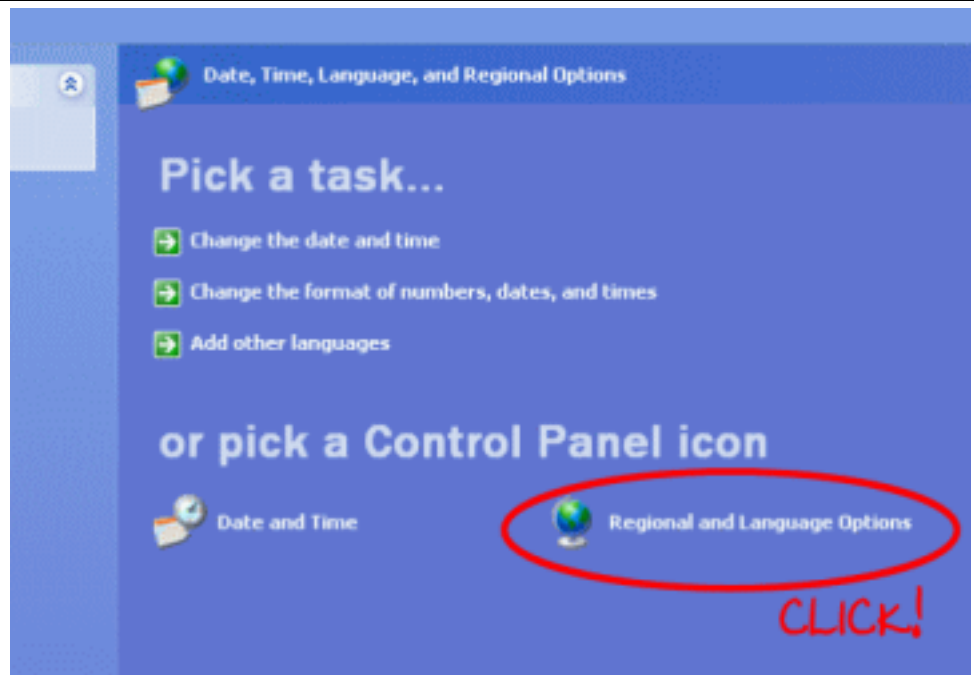 Date, Time, Language, and Regional Options
Pick a task...
Change the date and time
Change the format of numbers, dates, and times
Add other languages
or pick a Control Panel icon
Date and Time
Regional and Language Options
CLICK!